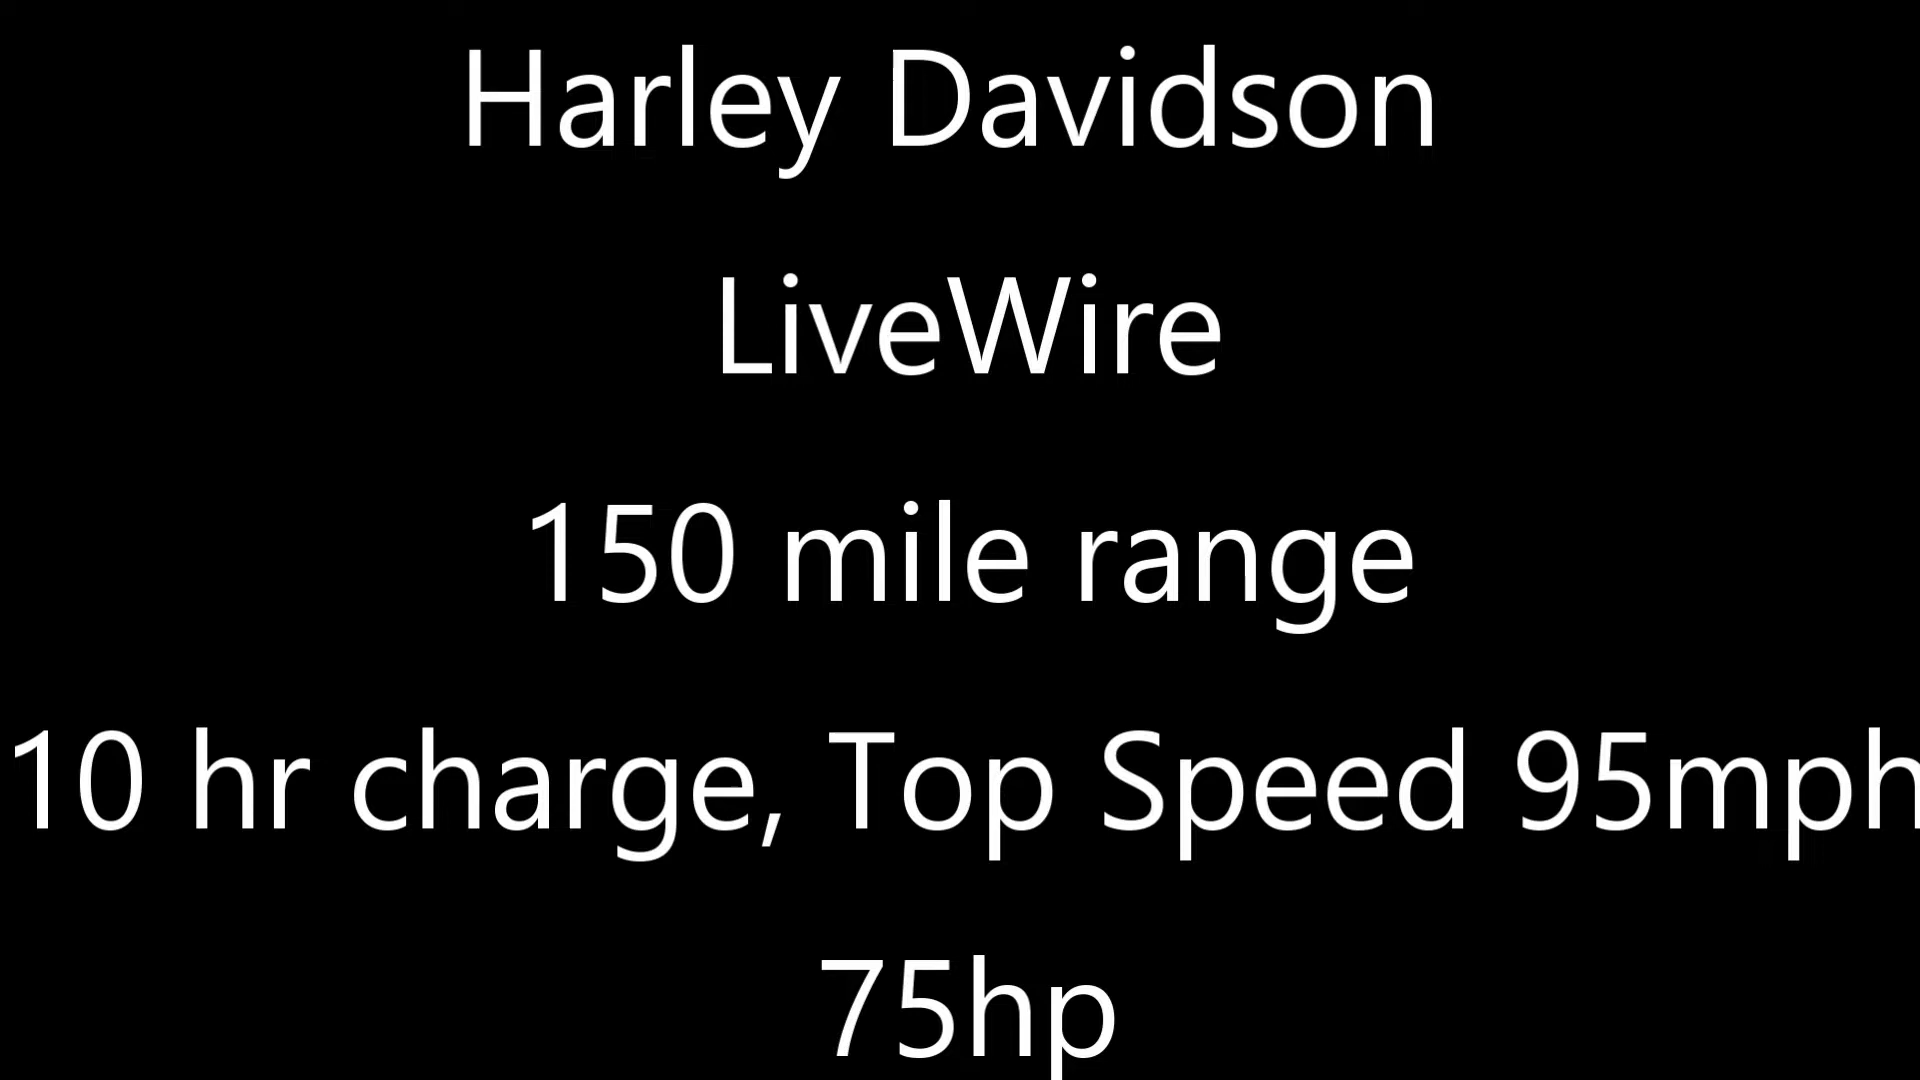 Harley Davidson
LiveWire
150 mile range
10 hr charge, Top Speed 95mph
75hp